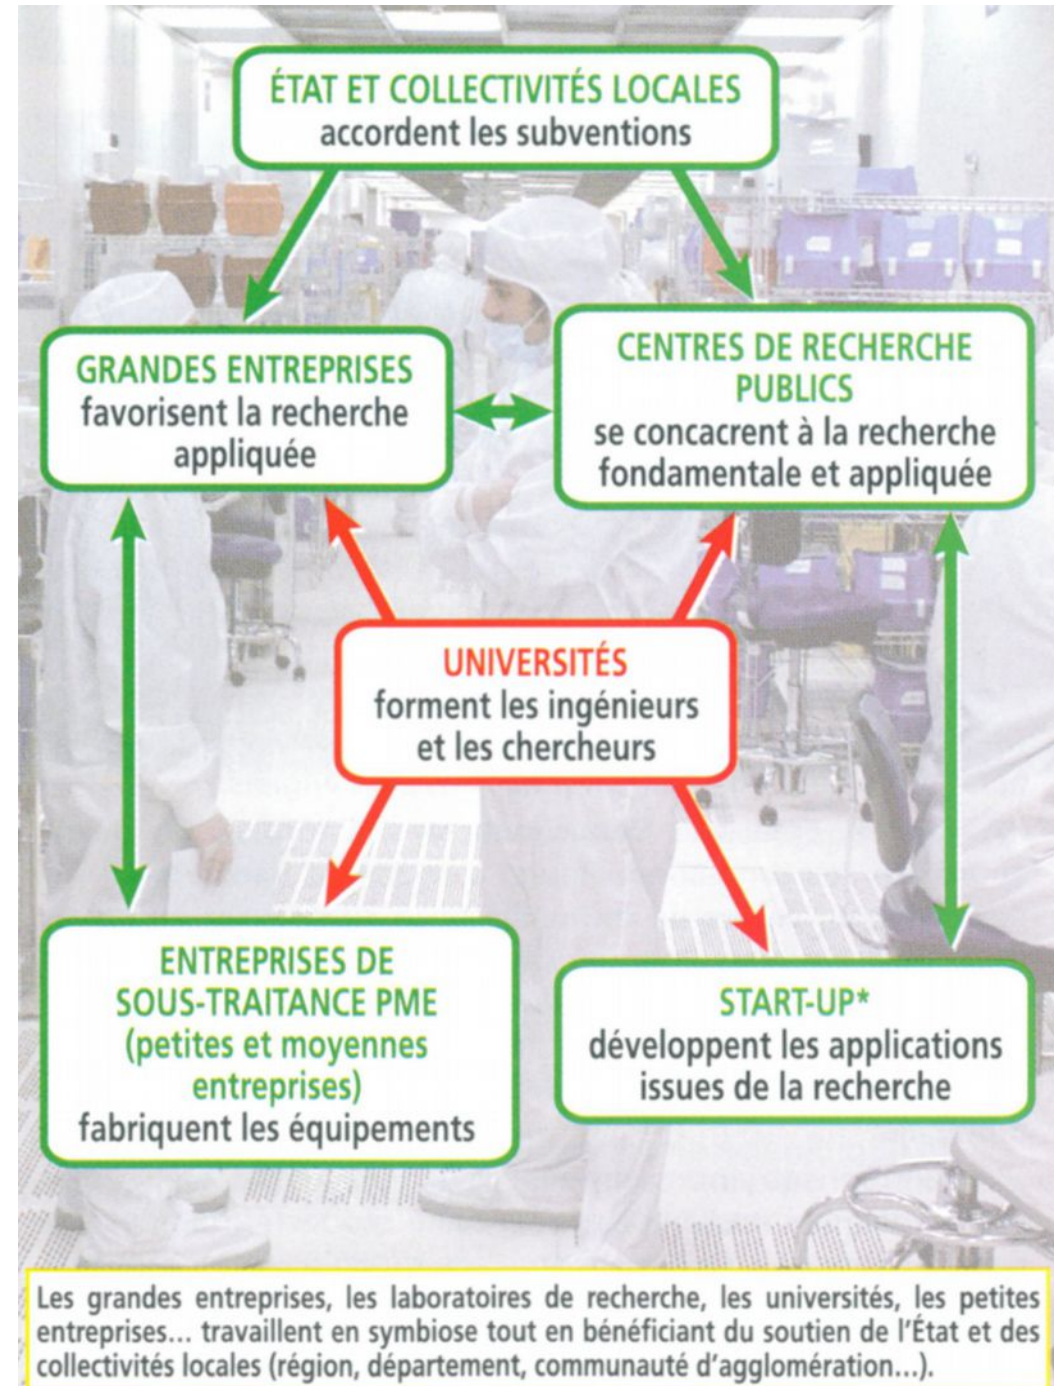 ÉTAT ET COLLECTIVITÉS LOCALES
accordent les subventions
GRANDES ENTREPRISES
favorisent la recherche
appliquée
CENTRES DE RECHERCHE
PUBLICS
se concacrent à la recherche
fondamentale et appliquée
UNIVERSITÉS
forment les ingénieurs
et les chercheurs
ENTREPRISES DE
SOUS-TRAITANCE PME
(petites et moyennes
entreprises)
fabriquent les équipements
START-UP*
développent les applications
issues de la recherche
Les grandes entreprises, les laboratoires de recherche, les universités, les petites
entreprises... travaillent en symbiose tout en bénéficiant du soutien de l'État et des
collectivités locales (région, département, communauté d'agglomération...).